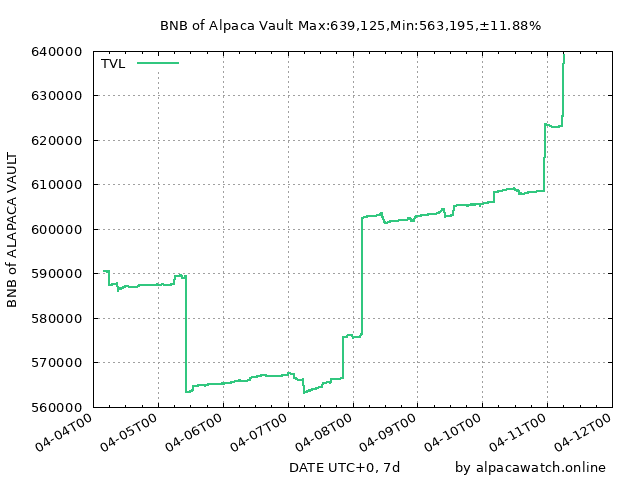 BNB of Alpaca Vault Max:639,125,Min:563,195,±11.88%
TVL
640000
630000
620000
610000
600000
590000
580000
570000
560000
BNB of ALAPACA VAULT
04-04T00
04-05T00
04-06T00
04-07T00
04-08T00
04-09T00
04-10T00
04-11T00
04-12T00
DATE UTC+0, 7d
by alpacawatch.online